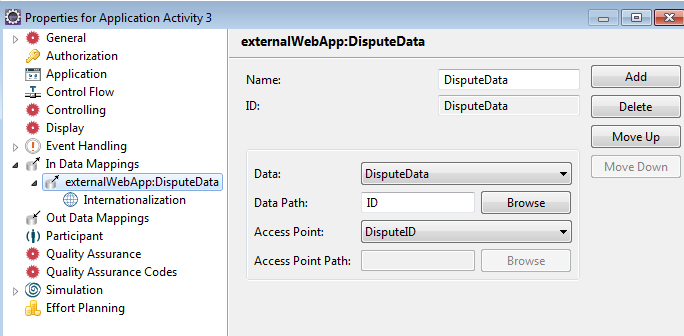 Properties for Application Activity 3
General
Authorization
Application
Control Flow
Controlling
Display
Event Handling
In Data Mappings
externalWebApp:DisputeData
Internationalization
Out Data Mappings
Participant
Quality Assurance
Quality Assurance Codes
Simulation
Effort Planning
externalWebApp:DisputeData
Name: DisputeData
ID: DisputeData
Add
Delete
Move Up
Move Down
Data: DisputeData
Data Path: ID Browse
Access Point: DisputeID
Access Point Path: Browse